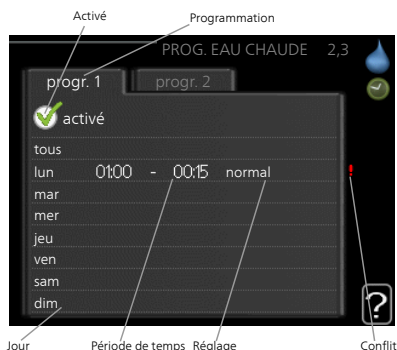 Activé
Programmation
PROG. EAU CHAUDE 2,3
progr. 1 progr. 2
activé
tous
lun 01:00 - 00:15 normal !
mar
mer
jeu
ven
sam
dim
?
Jour Période de temps Réglage Conflit